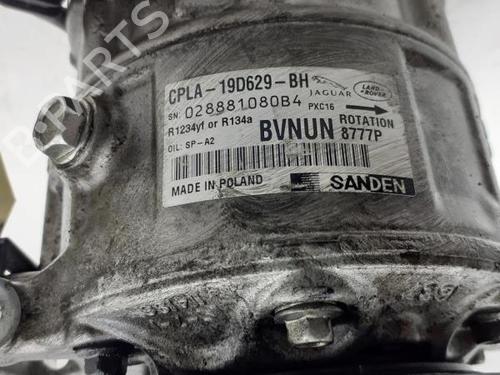 CPLA-19D629-BH
JAGUAR
LAND ROVER
SN: 028881080B4
PXC16
R1234yf or R134a
BVNUN
ROTATION
8777P
OIL: SP-A2
MADE IN POLAND
SANDEN
B-PARTS